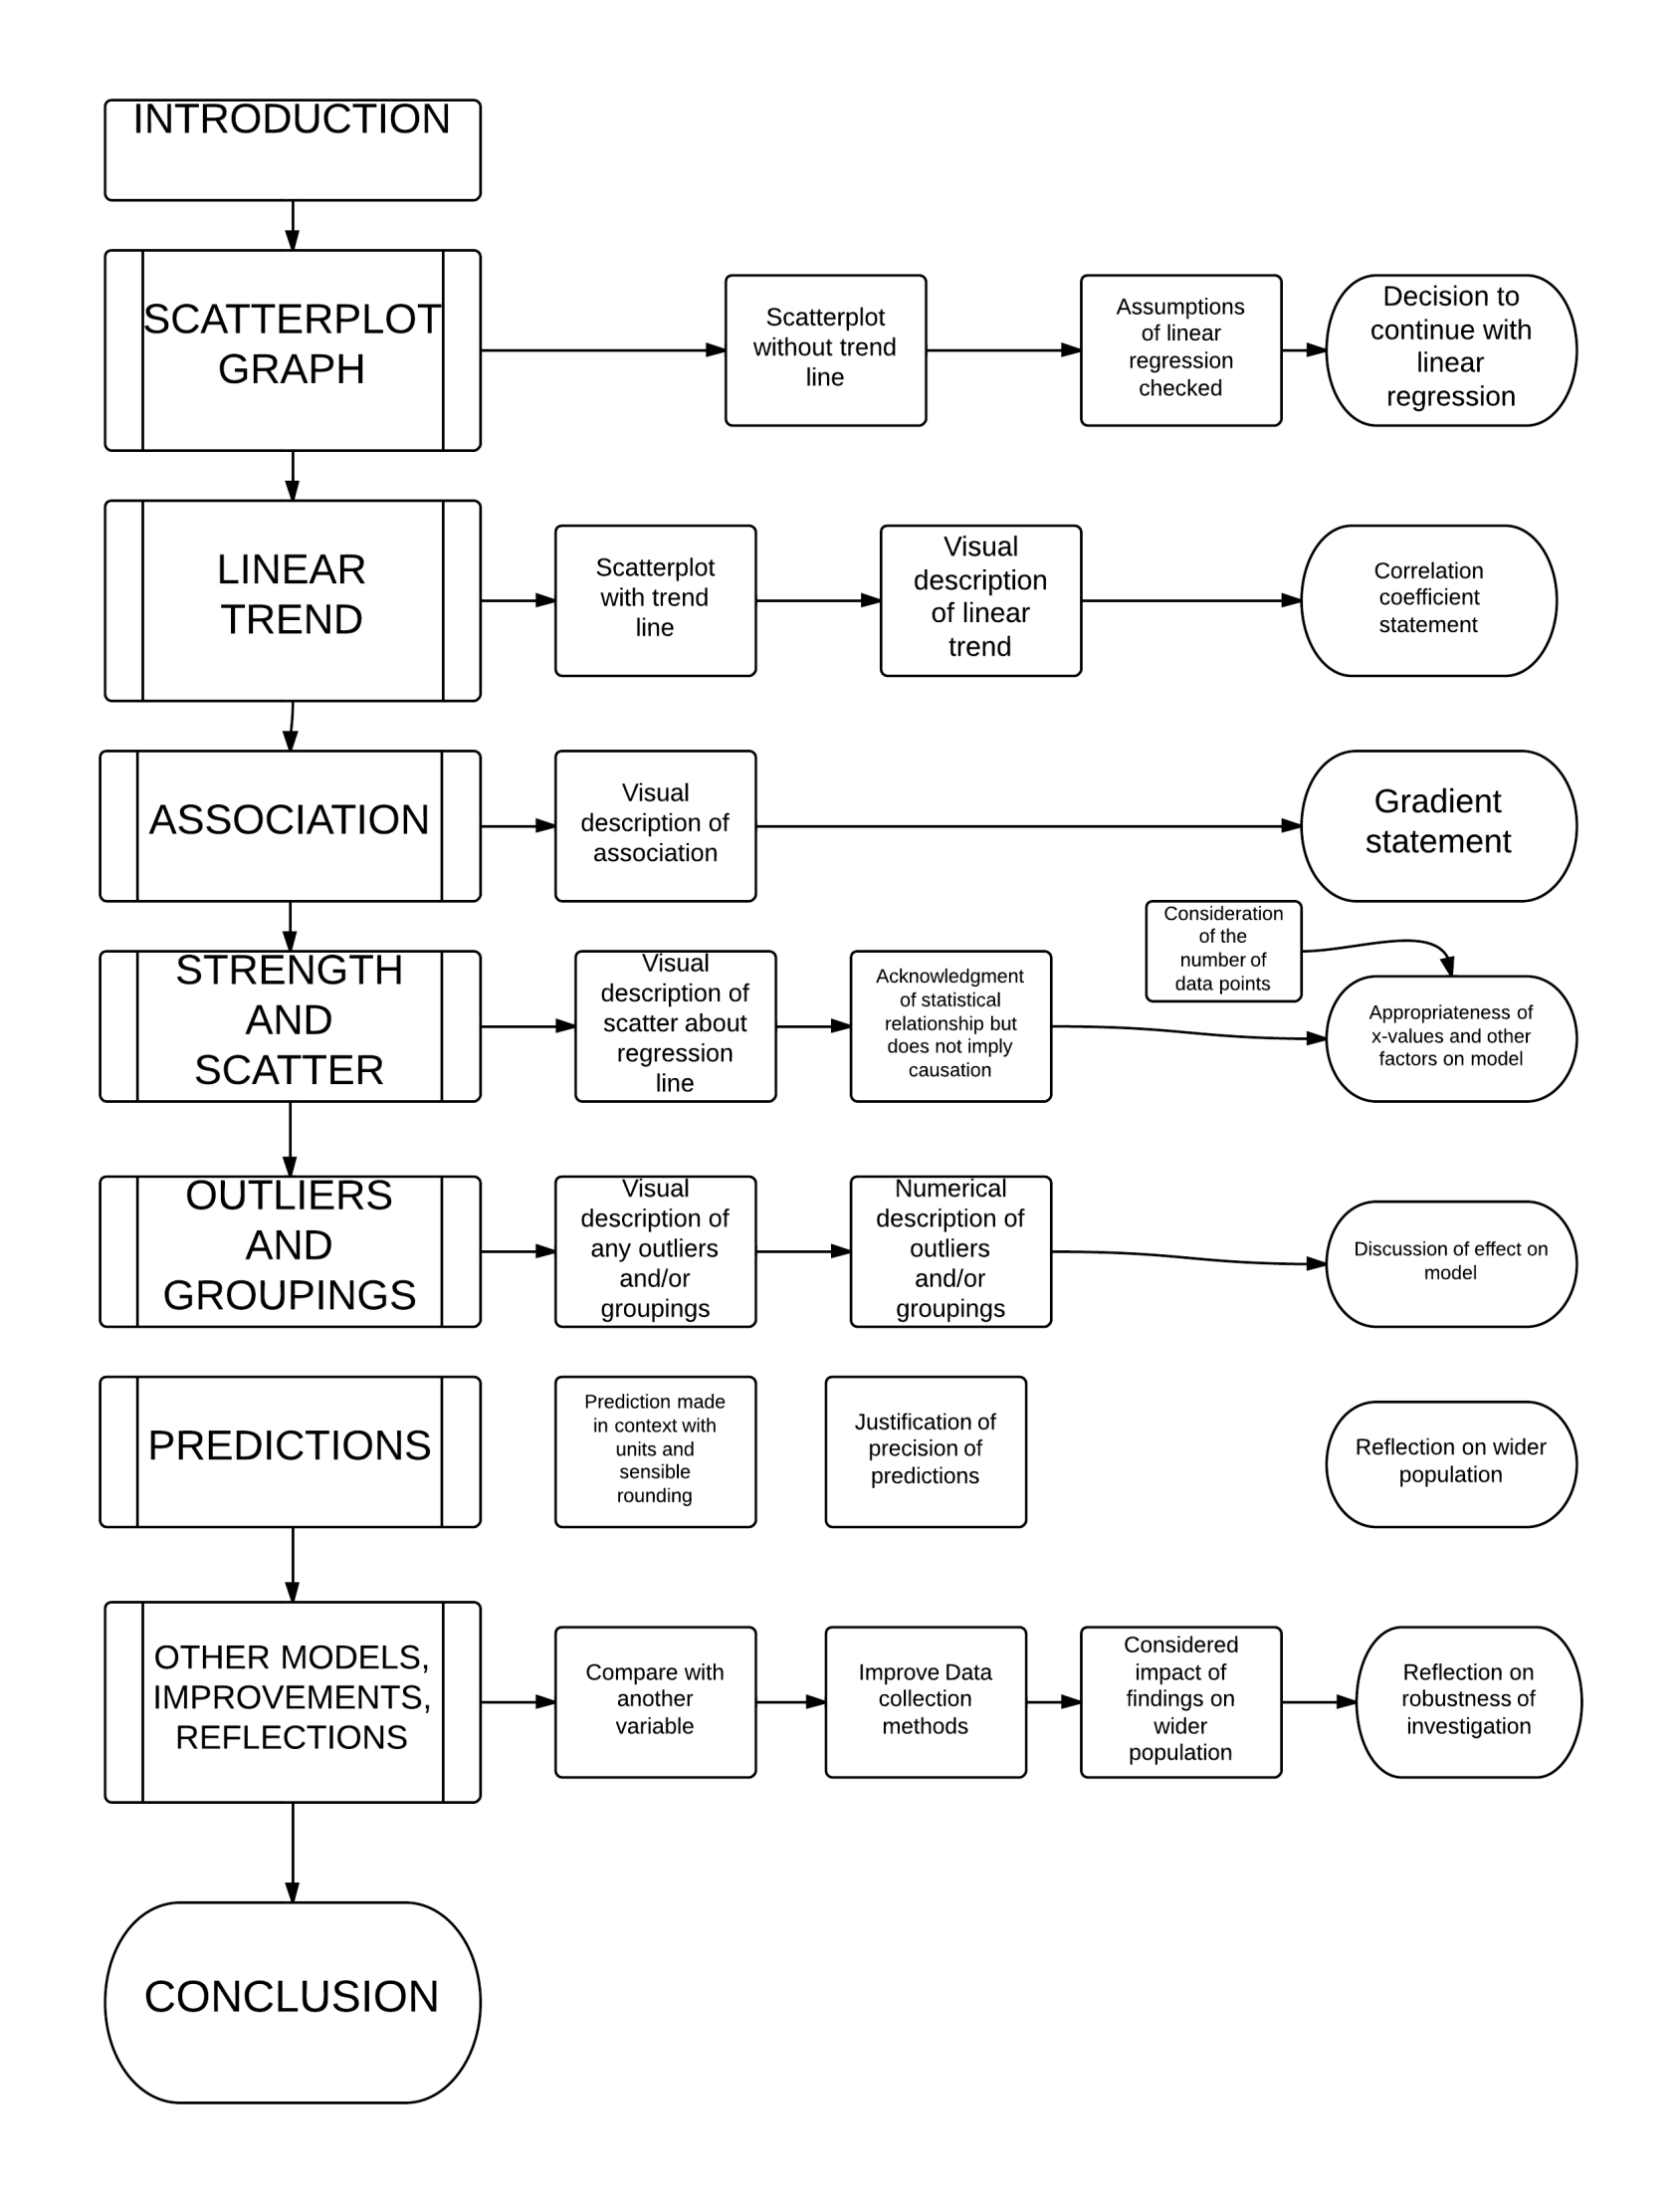 INTRODUCTION
SCATTERPLOT
GRAPH
Scatterplot
without trend
line
Assumptions
of linear
regression
checked
Decision to
continue with
linear
regression
LINEAR
TREND
Scatterplot
with trend
line
Visual
description
of linear
trend
Correlation
coefficient
statement
ASSOCIATION
Visual
description of
association
Gradient
statement
STRENGTH
AND
SCATTER
Visual
description of
scatter about
regression
line
Acknowledgment
of statistical
relationship but
does not imply
causation
Consideration
of the
number of
data points
Appropriateness of
x-values and other
factors on model
OUTLIERS
AND
GROUPINGS
Visual
description of
any outliers
and/or
groupings
Numerical
description of
outliers
and/or
groupings
Discussion of effect on
model
PREDICTIONS
Prediction made
in context with
units and
sensible
rounding
Justification of
precision of
predictions
Reflection on wider
population
OTHER MODELS,
IMPROVEMENTS,
REFLECTIONS
Compare with
another
variable
Improve Data
collection
methods
Considered
impact of
findings on
wider
population
Reflection on
robustness of
investigation
CONCLUSION